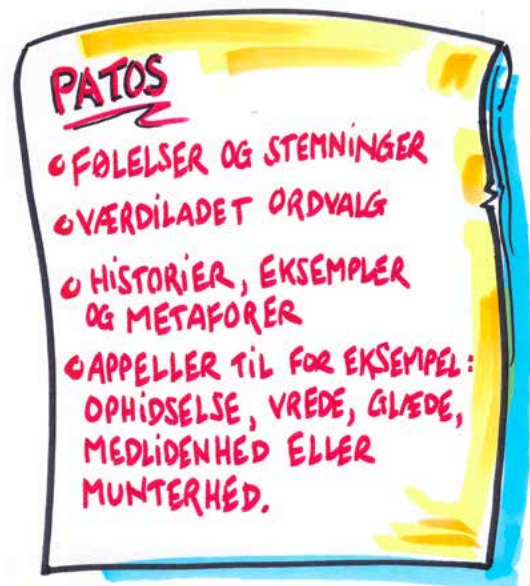 PATOS
• FØLELSER OG STEMNINGER
• VÆRDILADET ORDVALG
• HISTORIER, EKSEMPLER
OG METAFORER
• APPELLER TIL FOR EKSEMPEL:
OPHIDSELSE, VREDE, GLÆDE,
MEDLIDENHED ELLER
MUNTERHED.